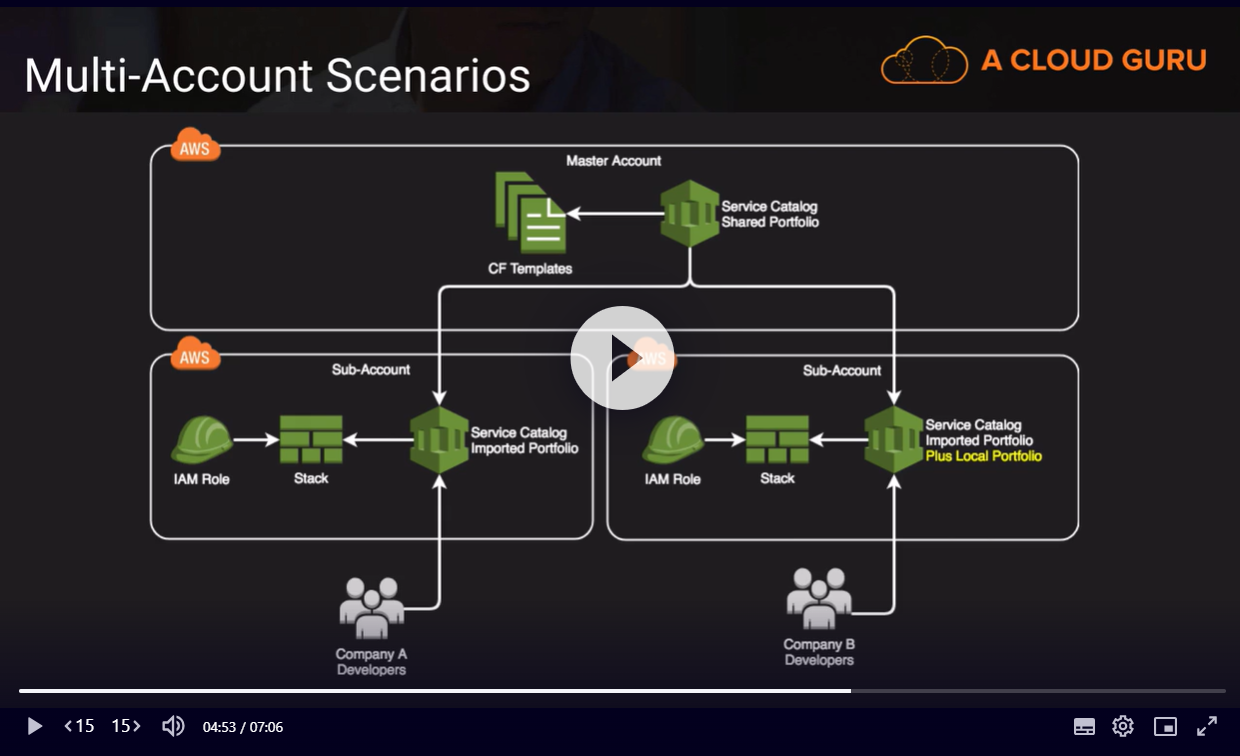 Multi-Account Scenarios
A CLOUD GURU
AWS
Master Account
Service Catalog
Shared Portfolio
CF Templates
AWS
Sub-Account
Service Catalog
Imported Portfolio
IAM Role
Stack
AWS
Sub-Account
Service Catalog
Imported Portfolio
Plus Local Portfolio
IAM Role
Stack
Company A
Developers
Company B
Developers
<15 15> 04:53 / 07:06